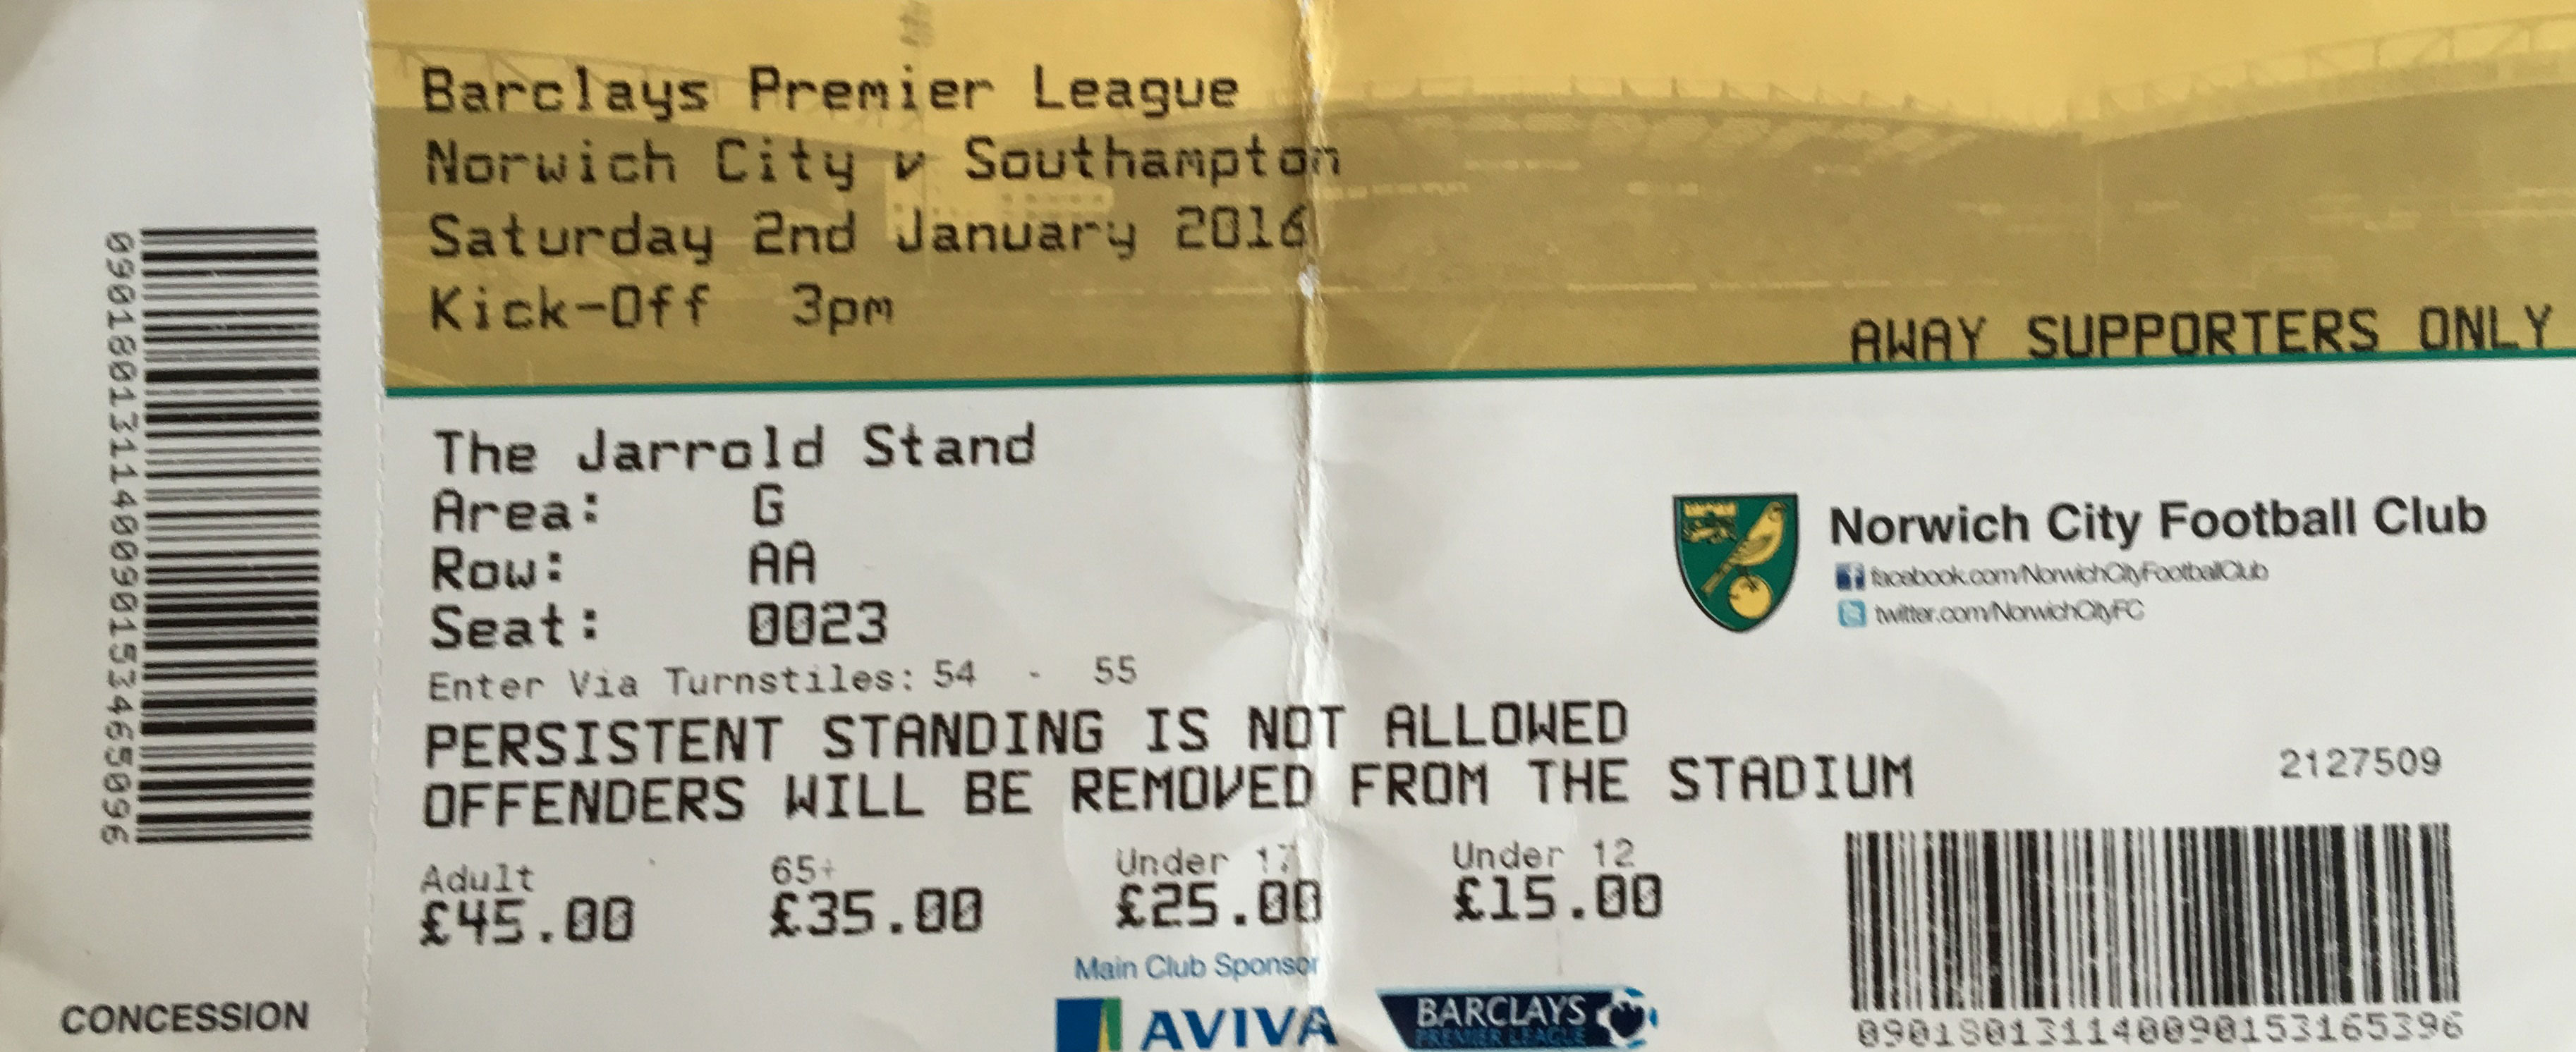 Barclays Premier League
Norwich City v Southampton
Saturday 2nd January 2016
Kick-Off 3pm
AWAY SUPPORTERS ONLY
The Jarrold Stand
Area: G
Row: AA
Seat: 0023
Enter Via Turnstiles: 54 - 55
PERSISTENT STANDING IS NOT ALLOWED
OFFENDERS WILL BE REMOVED FROM THE STADIUM
Adult 65+ Under 17 Under 12
£45.00 £35.00 £25.00 £15.00
Main Club Sponsor
AVIVA
BARCLAYS
PREMIER LEAGUE
Norwich City Football Club
facebook.com/NorwichCityFootballClub
twitter.com/NorwichCityFC
2127509
CONCESSION